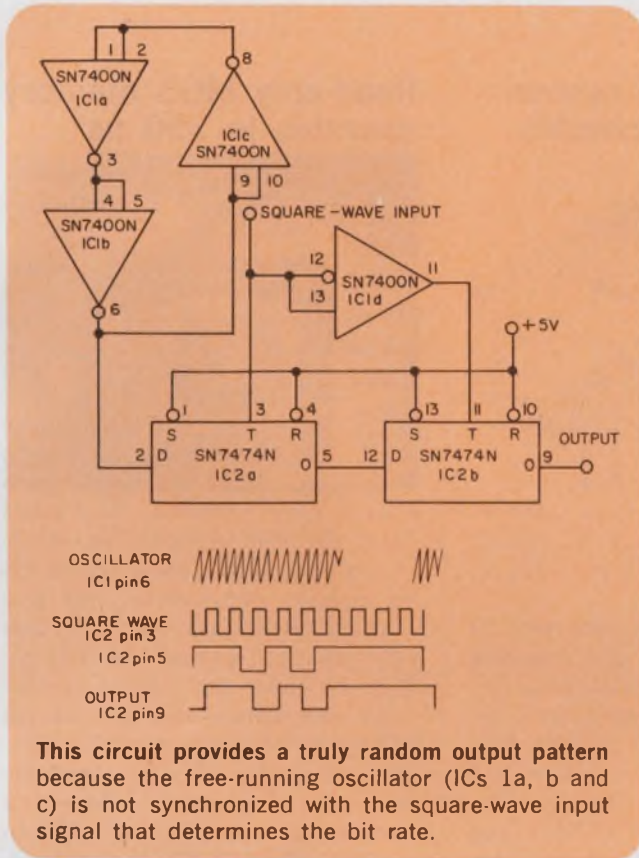 8
1 2
SN7400N
IC1a
IC1c
SN7400N
3
9 10
4 5
SN7400N
IC1b
SQUARE-WAVE INPUT
12
SN7400N
11
13
IC1d
6
+5V
1 3 4 13 11 10
S T R S T R
OUTPUT
2 D SN7474N O 5 12 D SN7474N O 9
IC2a IC2b
OSCILLATOR
IC1 pin6
SQUARE WAVE
IC2 pin3
IC2 pin5
OUTPUT
IC2 pin9
This circuit provides a truly random output pattern
because the free-running oscillator (ICs 1a, b and
c) is not synchronized with the square-wave input
signal that determines the bit rate.